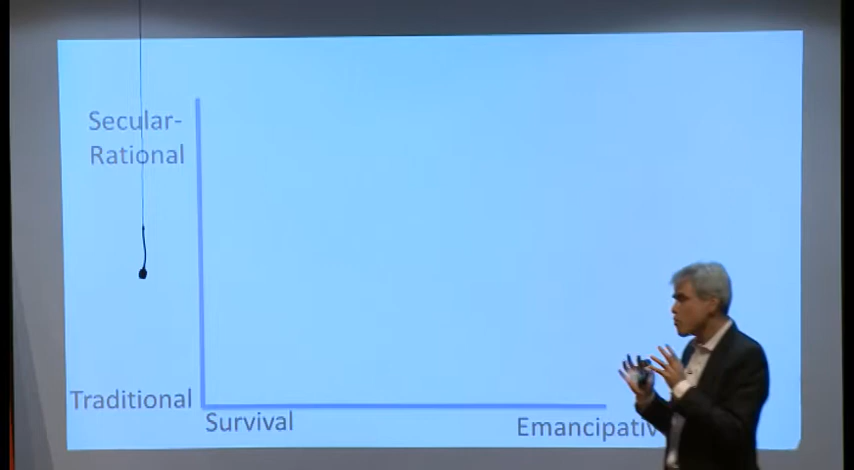 Secular-
Rational
Traditional
Survival
Emancipativ